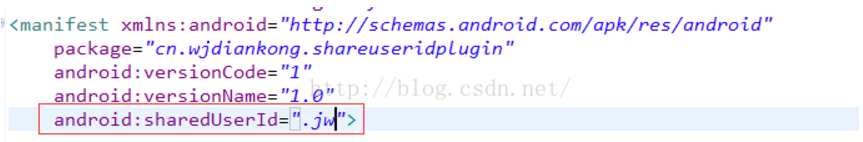 <manifest xmlns:android="http://schemas.android.com/apk/res/android"
package="cn.wjdiankong.shareuseridplugin"
android:versionCode="1"
http://blog.csdn.net/
android:versionName="1.0"
android:sharedUserId=".jw">